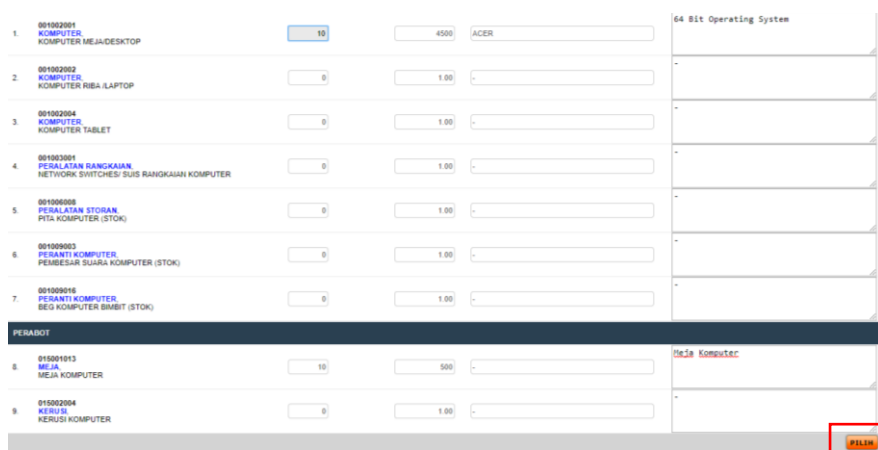 64 Bit Operating System
1.
001002001
KOMPUTER,
KOMPUTER MEJA/DESKTOP
10
4500
ACER
2.
001002002
KOMPUTER,
KOMPUTER RIBA /LAPTOP
0
1.00
-
-
3.
001002004
KOMPUTER,
KOMPUTER TABLET
0
1.00
-
-
4.
001003001
PERALATAN RANGKAIAN,
NETWORK SWITCHES/ SUIS RANGKAIAN KOMPUTER
0
1.00
-
-
5.
001006008
PERALATAN STORAN,
PITA KOMPUTER (STOK)
0
1.00
-
-
6.
001009003
PERANTI KOMPUTER,
PEMBESAR SUARA KOMPUTER (STOK)
0
1.00
-
-
7.
001009016
PERANTI KOMPUTER,
BEG KOMPUTER BIMBIT (STOK)
0
1.00
-
-
PERABOT
8.
015001013
MEJA,
MEJA KOMPUTER
10
500
-
Meja Komputer
9.
015002004
KERUSI,
KERUSI KOMPUTER
0
1.00
-
-
PILIH